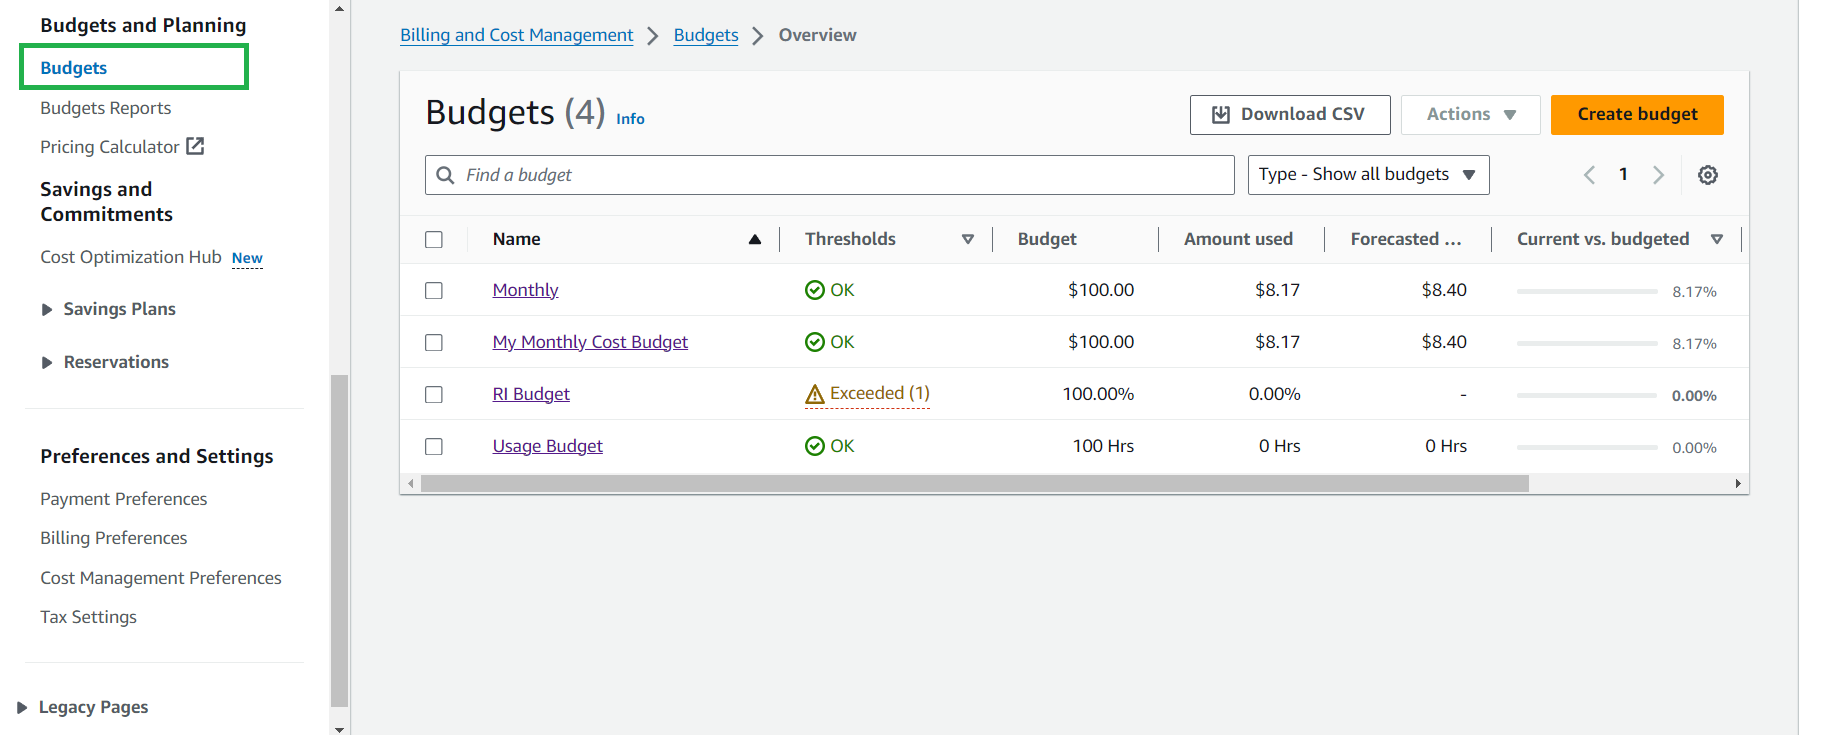 Budgets and Planning
Budgets
Budgets Reports
Pricing Calculator
Savings and
Commitments
Cost Optimization Hub New
Savings Plans
Reservations
Preferences and Settings
Payment Preferences
Billing Preferences
Cost Management Preferences
Tax Settings
Legacy Pages
Billing and Cost Management > Budgets > Overview
Budgets (4) Info
Download CSV Actions Create budget
Find a budget Type - Show all budgets 1
Name Thresholds Budget Amount used Forecasted ... Current vs. budgeted
Monthly OK $100.00 $8.17 $8.40 8.17%
My Monthly Cost Budget OK $100.00 $8.17 $8.40 8.17%
RI Budget Exceeded (1) 100.00% 0.00% - 0.00%
Usage Budget OK 100 Hrs 0 Hrs 0 Hrs 0.00%